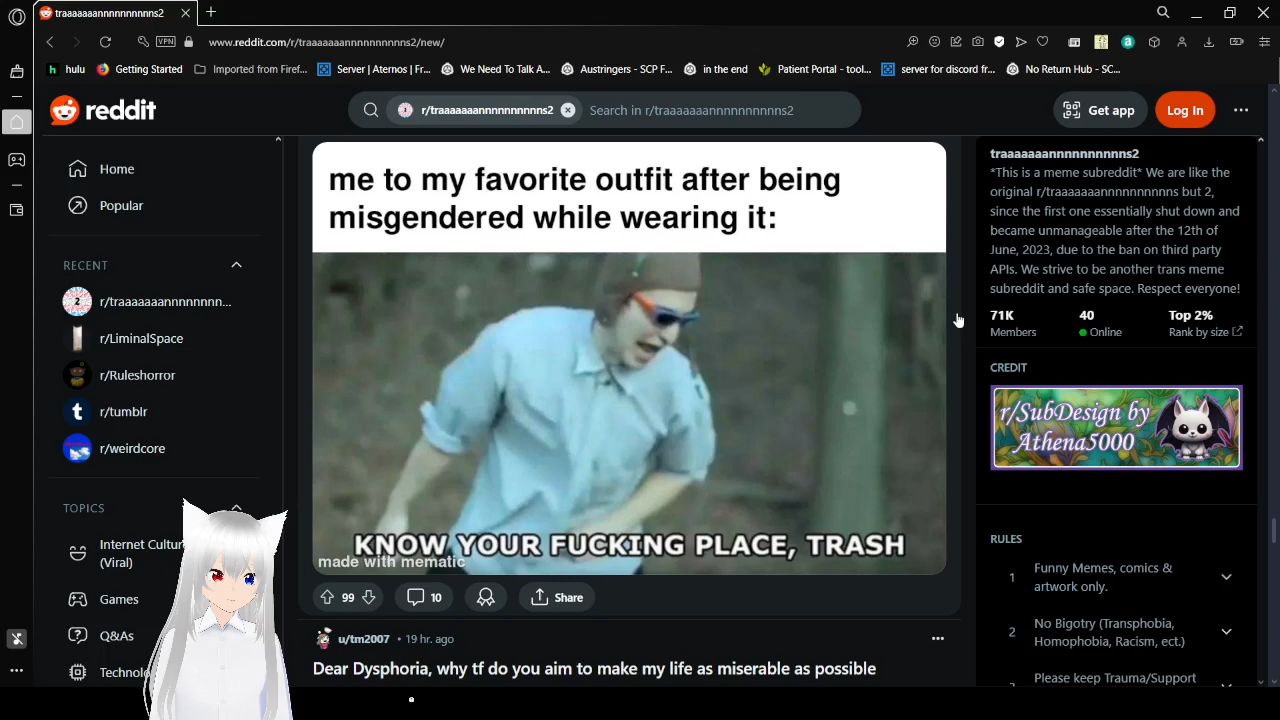 traaaaaaannnnnnnnnns2
www.reddit.com/r/traaaaaaannnnnnnnnns2/new/
VPN
hulu
Getting Started
Imported from Firef...
Server | Aternos | Fr...
We Need To Talk A...
Austringers - SCP F...
in the end
Patient Portal - tool...
server for discord fr...
No Return Hub - SC...
reddit
r/traaaaaaannnnnnnnnns2
Search in r/traaaaaaannnnnnnnnns2
Get app
Log In
Home
Popular
RECENT
r/traaaaaaannnnnnn...
r/LiminalSpace
r/Ruleshorror
r/tumblr
r/weirdcore
TOPICS
Internet Cultur
(Viral)
Games
Q&As
Technolo
me to my favorite outfit after being
misgendered while wearing it:
KNOW YOUR FUCKING PLACE, TRASH
made with mematic
99
10
Share
u/tm2007 • 19 hr. ago
Dear Dysphoria, why tf do you aim to make my life as miserable as possible
traaaaaaannnnnnnnnns2
*This is a meme subreddit* We are like the
original r/traaaaaaannnnnnnnnns but 2,
since the first one essentially shut down and
became unmanageable after the 12th of
June, 2023, due to the ban on third party
APIs. We strive to be another trans meme
subreddit and safe space. Respect everyone!
71K 40 Top 2%
Members Online Rank by size
CREDIT
r/SubDesign by
Athena5000
RULES
1 Funny Memes, comics &
artwork only.
2 No Bigotry (Transphobia,
Homophobia, Racism, ect.)
Please keep Trauma/Support